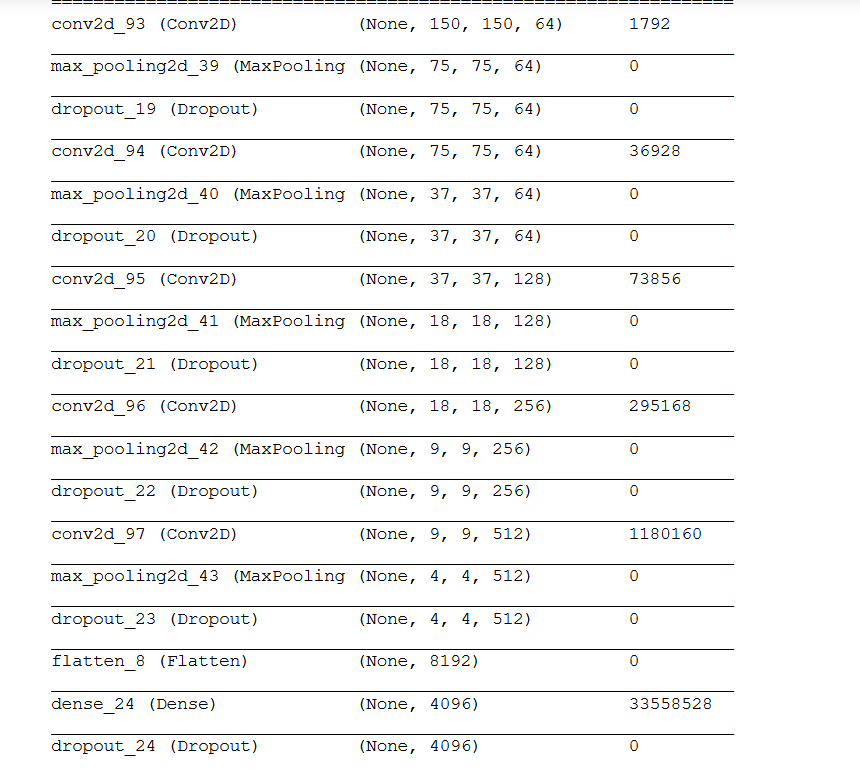 conv2d_93 (Conv2D) (None, 150, 150, 64) 1792
max_pooling2d_39 (MaxPooling (None, 75, 75, 64) 0
dropout_19 (Dropout) (None, 75, 75, 64) 0
conv2d_94 (Conv2D) (None, 75, 75, 64) 36928
max_pooling2d_40 (MaxPooling (None, 37, 37, 64) 0
dropout_20 (Dropout) (None, 37, 37, 64) 0
conv2d_95 (Conv2D) (None, 37, 37, 128) 73856
max_pooling2d_41 (MaxPooling (None, 18, 18, 128) 0
dropout_21 (Dropout) (None, 18, 18, 128) 0
conv2d_96 (Conv2D) (None, 18, 18, 256) 295168
max_pooling2d_42 (MaxPooling (None, 9, 9, 256) 0
dropout_22 (Dropout) (None, 9, 9, 256) 0
conv2d_97 (Conv2D) (None, 9, 9, 512) 1180160
max_pooling2d_43 (MaxPooling (None, 4, 4, 512) 0
dropout_23 (Dropout) (None, 4, 4, 512) 0
flatten_8 (Flatten) (None, 8192) 0
dense_24 (Dense) (None, 4096) 33558528
dropout_24 (Dropout) (None, 4096) 0